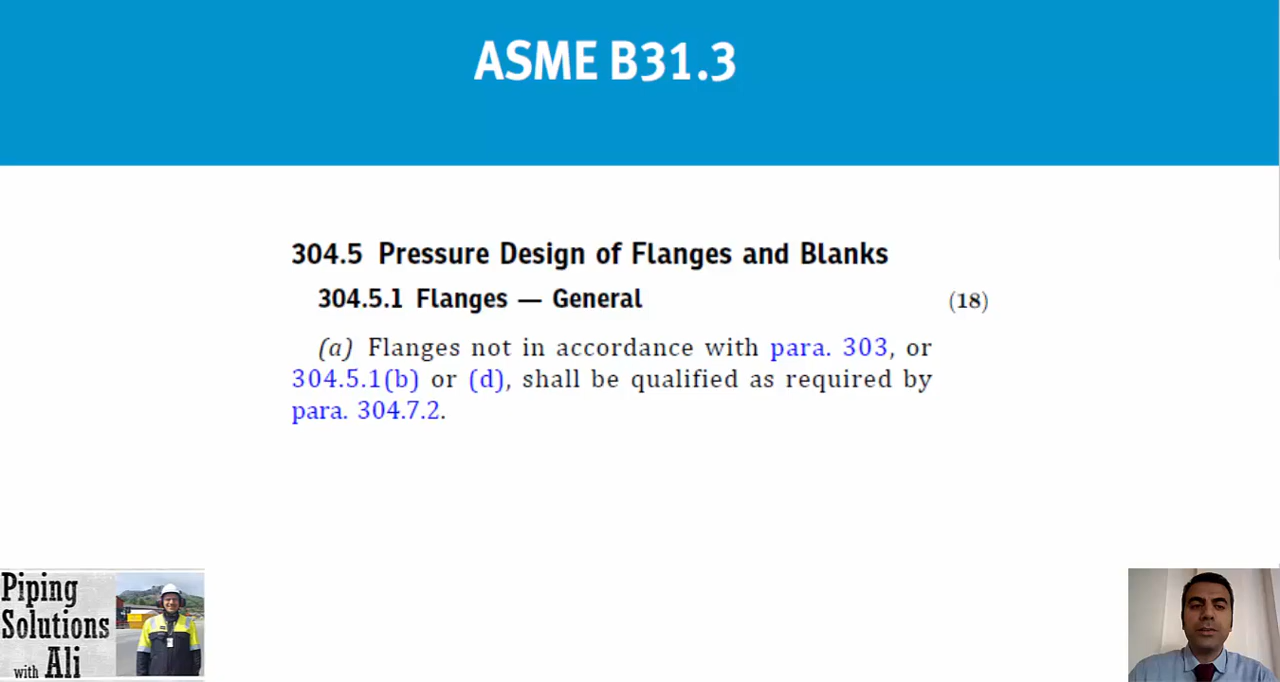 ASME B31.3
304.5 Pressure Design of Flanges and Blanks
304.5.1 Flanges — General (18)
(a) Flanges not in accordance with para. 303, or
304.5.1(b) or (d), shall be qualified as required by
para. 304.7.2.
Piping
Solutions
with Ali